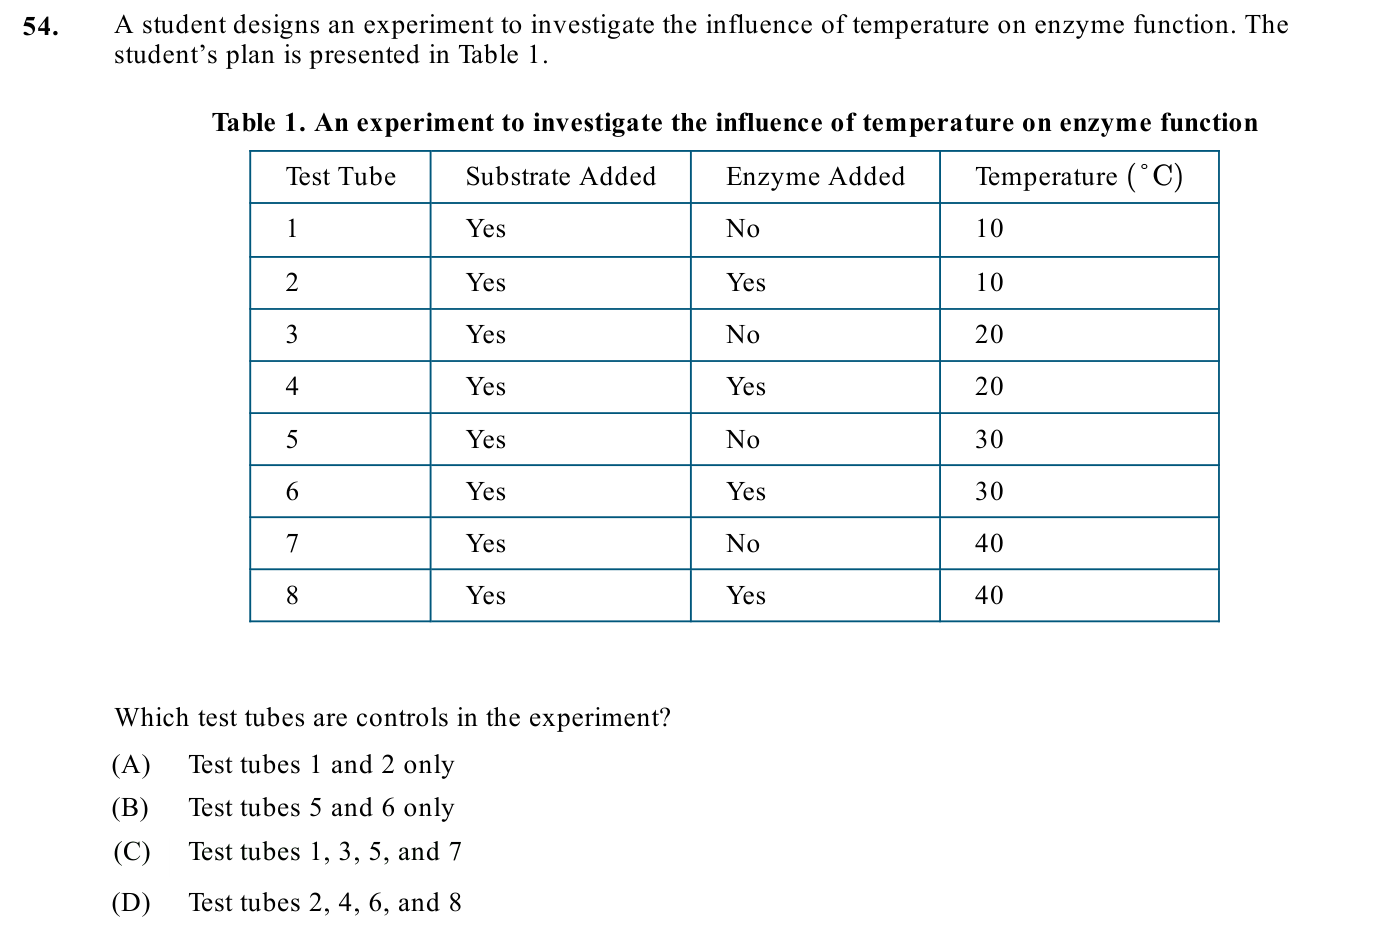 54. A student designs an experiment to investigate the influence of temperature on enzyme function. The
student’s plan is presented in Table 1.
Table 1. An experiment to investigate the influence of temperature on enzyme function
Test Tube Substrate Added Enzyme Added Temperature (°C)
1 Yes No 10
2 Yes Yes 10
3 Yes No 20
4 Yes Yes 20
5 Yes No 30
6 Yes Yes 30
7 Yes No 40
8 Yes Yes 40
Which test tubes are controls in the experiment?
(A) Test tubes 1 and 2 only
(B) Test tubes 5 and 6 only
(C) Test tubes 1, 3, 5, and 7
(D) Test tubes 2, 4, 6, and 8